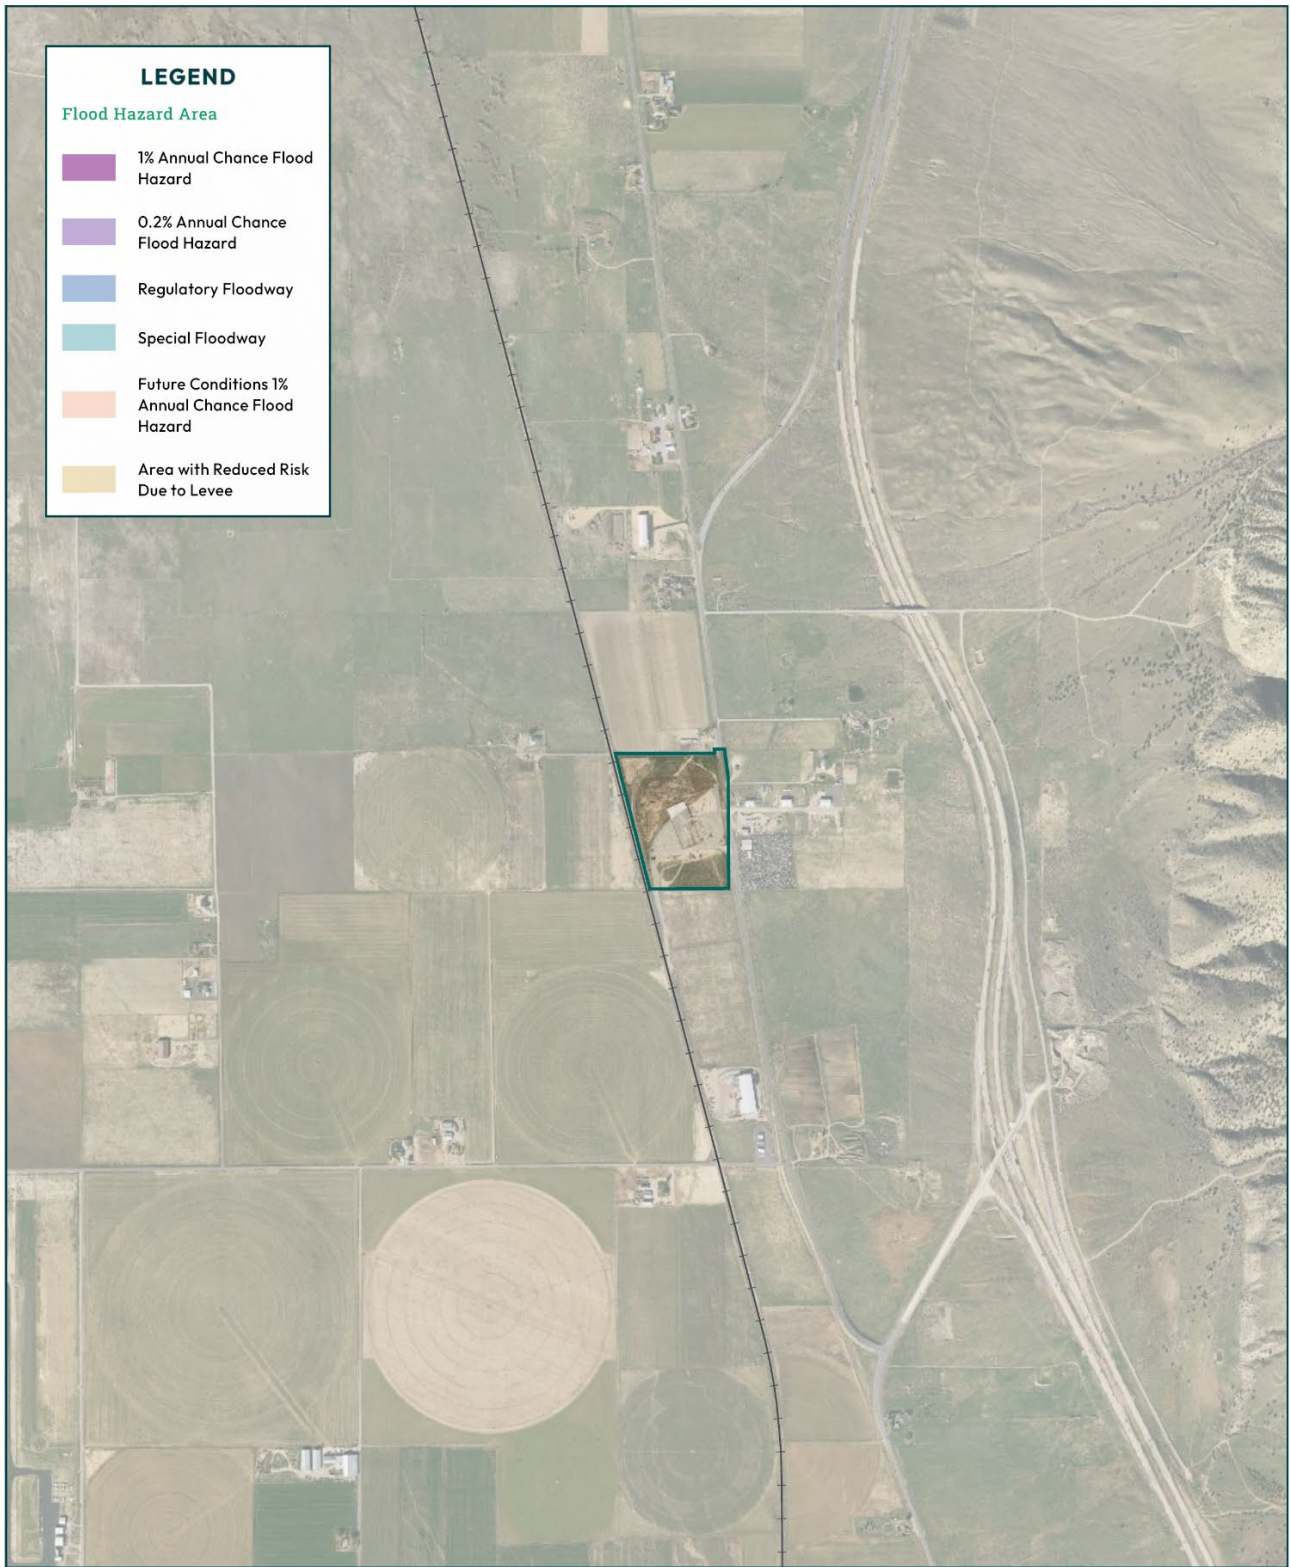 LEGEND
Flood Hazard Area
1% Annual Chance Flood
Hazard
0.2% Annual Chance
Flood Hazard
Regulatory Floodway
Special Floodway
Future Conditions 1%
Annual Chance Flood
Hazard
Area with Reduced Risk
Due to Levee